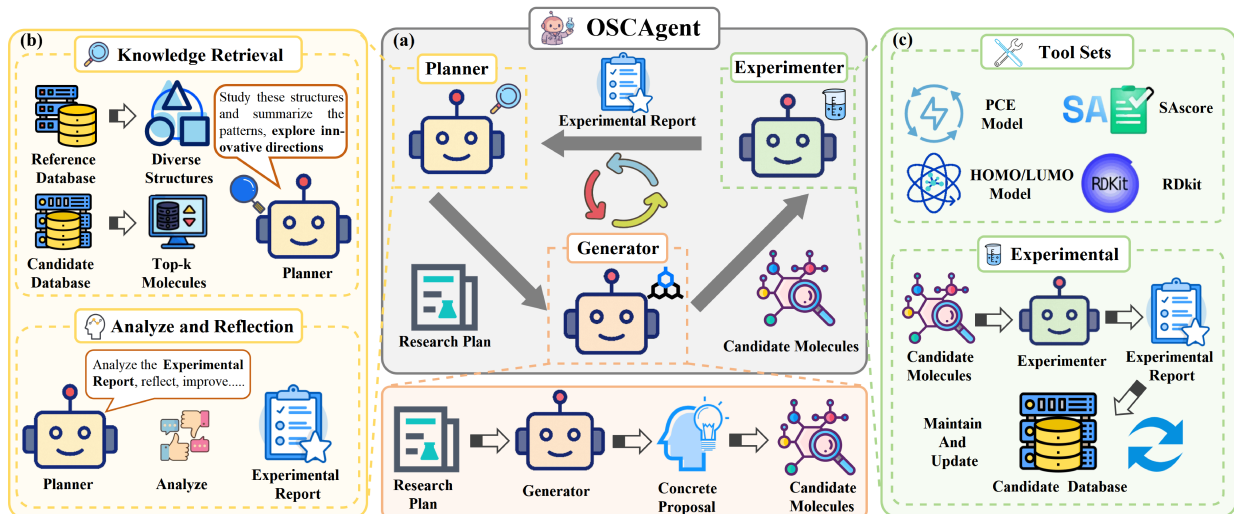 (b)
Knowledge Retrieval
Reference
Database
Diverse
Structures
Study these structures
and summarize the
patterns, explore inn-
ovative directions
Candidate
Database
Top-k
Molecules
Planner
Analyze and Reflection
Analyze the Experimental
Report, reflect, improve.....
Planner
Analyze
Experimental
Report
(a)
OSCAgent
Planner
Experimental Report
Experimenter
Generator
Research Plan
Candidate Molecules
Research
Plan
Generator
Concrete
Proposal
Candidate
Molecules
(c)
Tool Sets
PCE
Model
SA
SAscore
HOMO/LUMO
Model
RDKit
RDkit
Experimental
Candidate
Molecules
Experimenter
Experimental
Report
Maintain
And
Update
Candidate Database